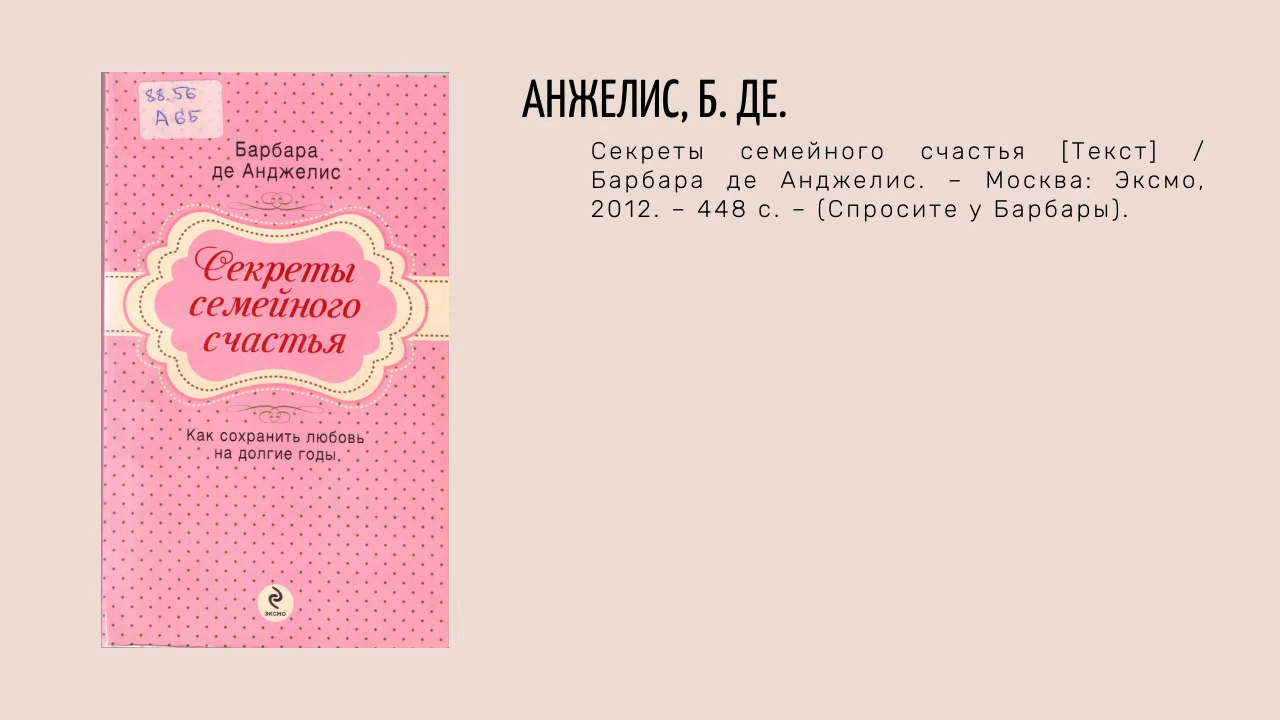 88.56
А 65
Барбара
де Анджелис
Секреты
семейного
счастья
Как сохранить любовь
на долгие годы
ЭКСМО
АНЖЕЛИС, Б. ДЕ.
Секреты семейного счастья [Текст] /
Барбара де Анджелис. – Москва: Эксмо,
2012. – 448 с. – (Спросите у Барбары).